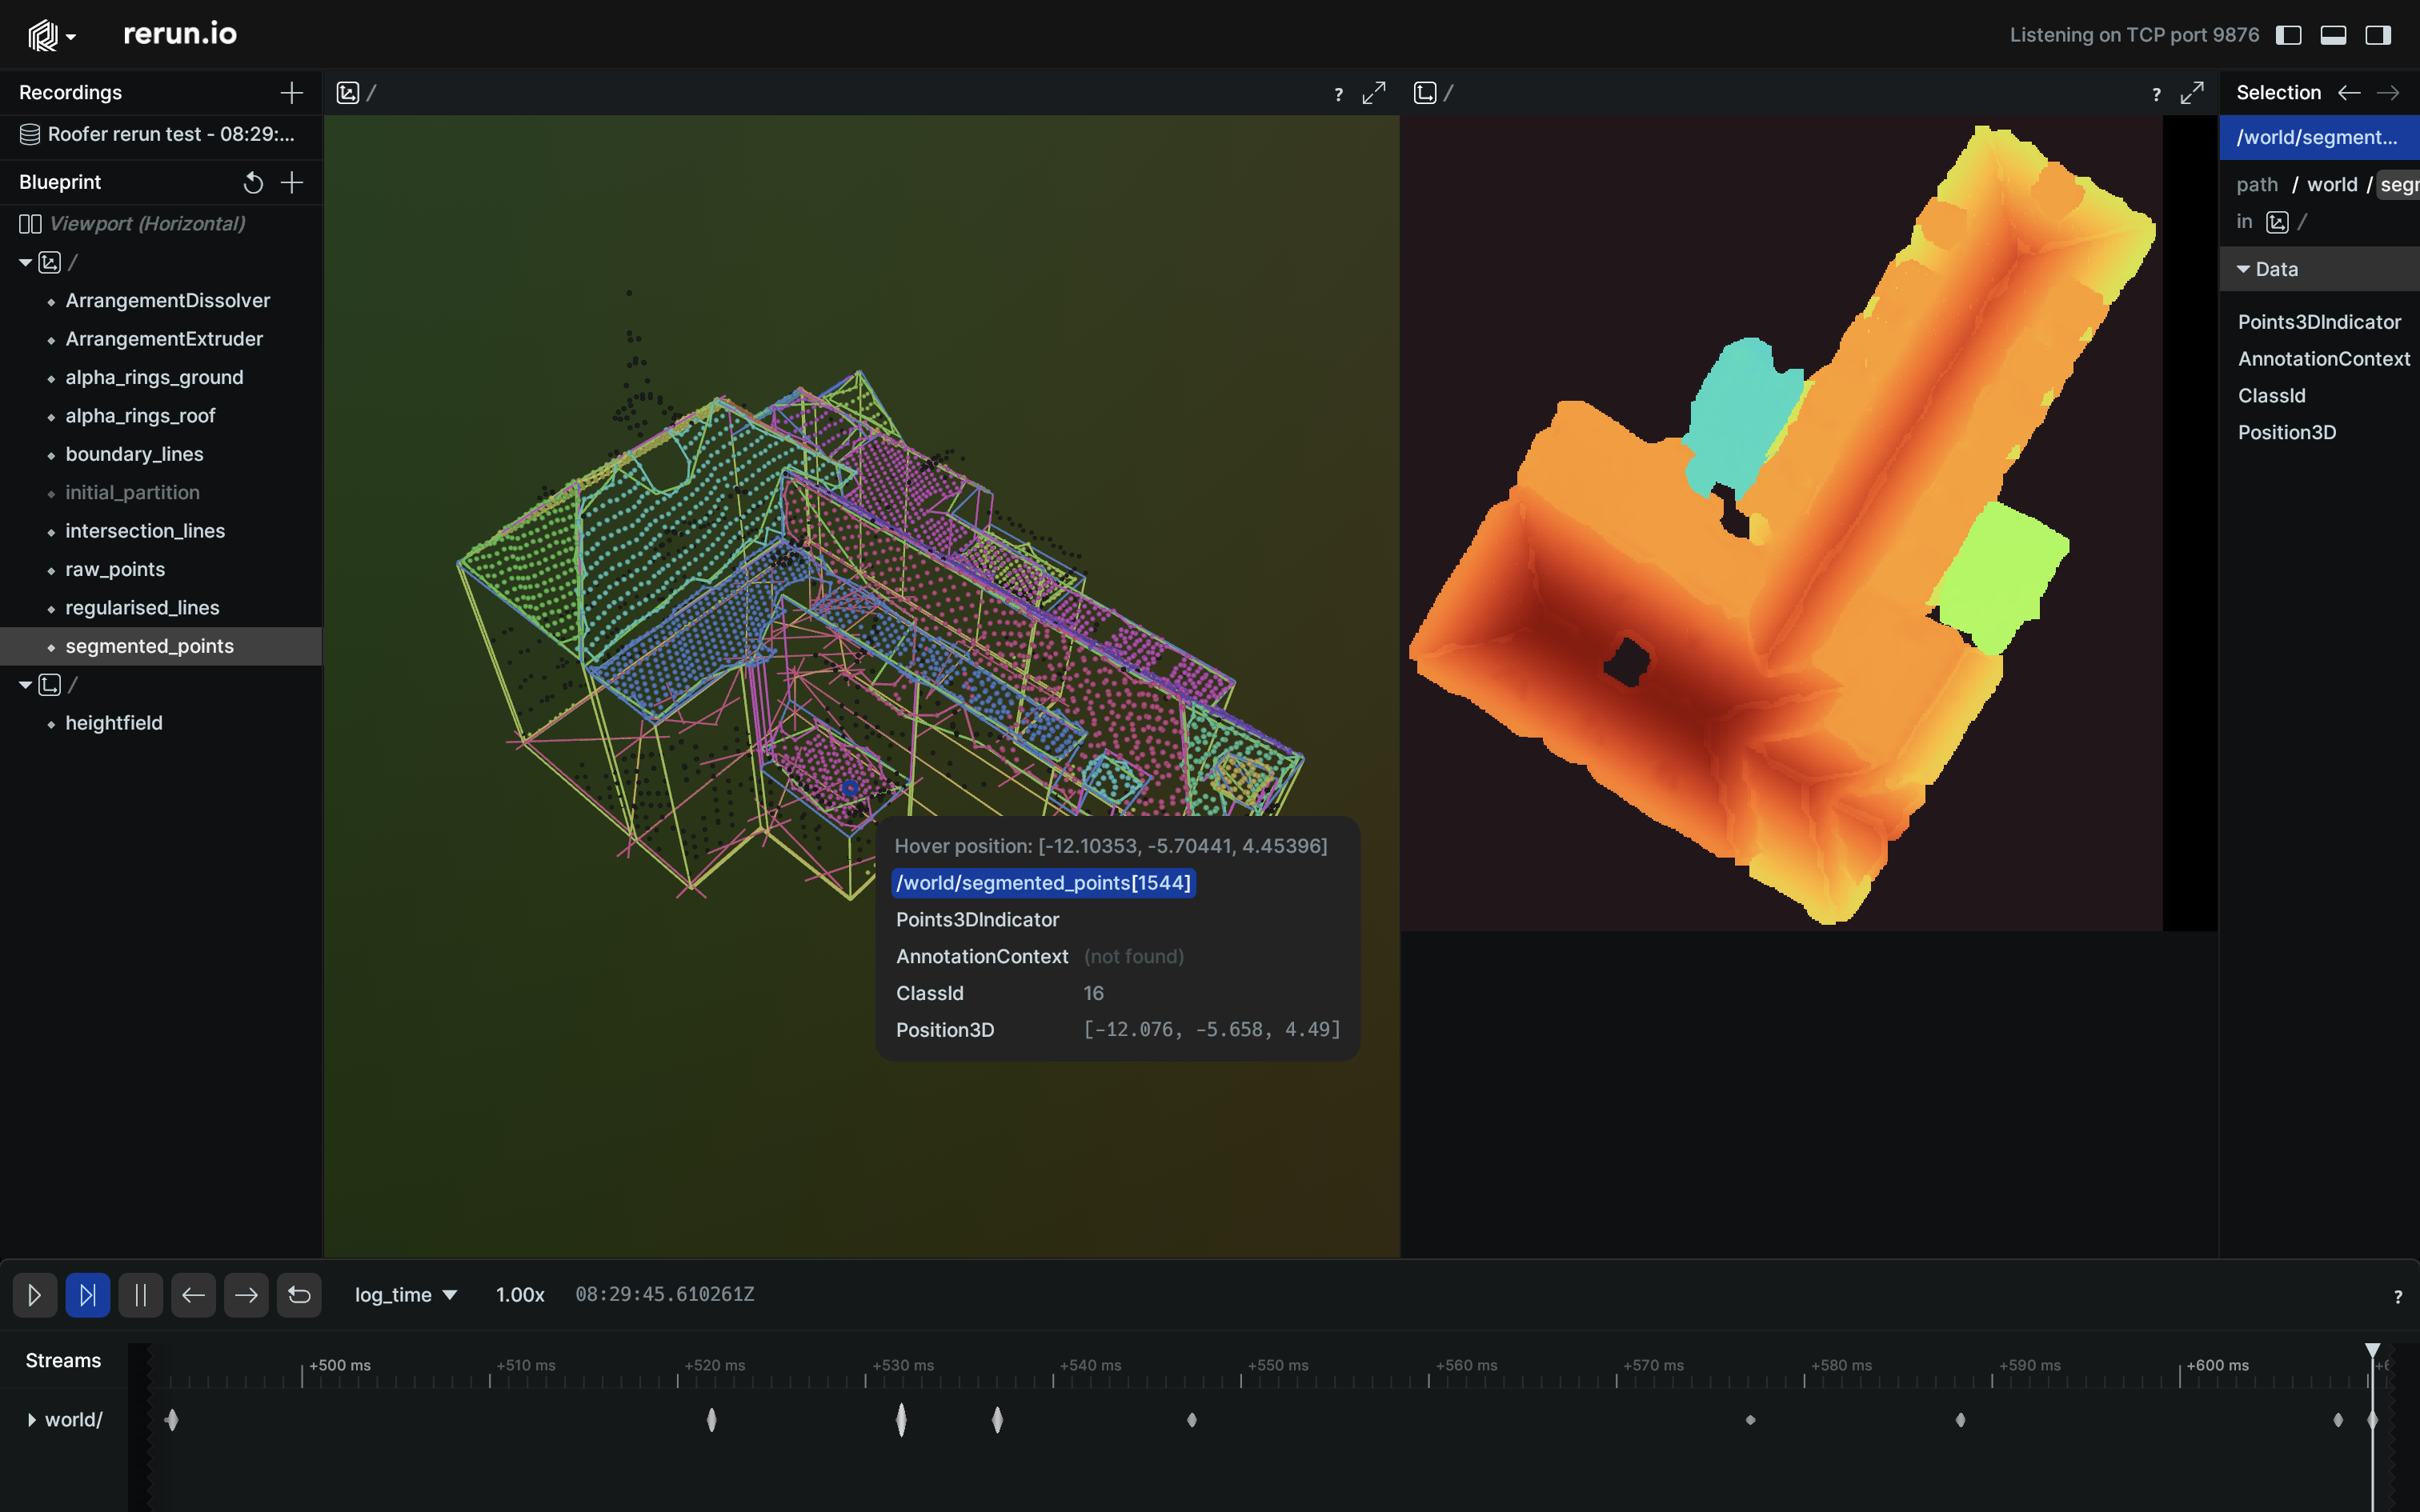 rerun.io
Listening on TCP port 9876
Recordings
Roofer rerun test - 08:29:...
Blueprint
Viewport (Horizontal)
/
ArrangementDissolver
ArrangementExtruder
alpha_rings_ground
alpha_rings_roof
boundary_lines
initial_partition
intersection_lines
raw_points
regularised_lines
segmented_points
/
heightfield
/
?
/
?
Hover position: [-12.10353, -5.70441, 4.45396]
/world/segmented_points[1544]
Points3DIndicator
AnnotationContext (not found)
ClassId 16
Position3D [-12.076, -5.658, 4.49]
Selection
/world/segment...
path / world / segr
in /
Data
Points3DIndicator
AnnotationContext
ClassId
Position3D
log_time 1.00x 08:29:45.610261Z
?
Streams
+500 ms +510 ms +520 ms +530 ms +540 ms +550 ms +560 ms +570 ms +580 ms +590 ms +600 ms
world/